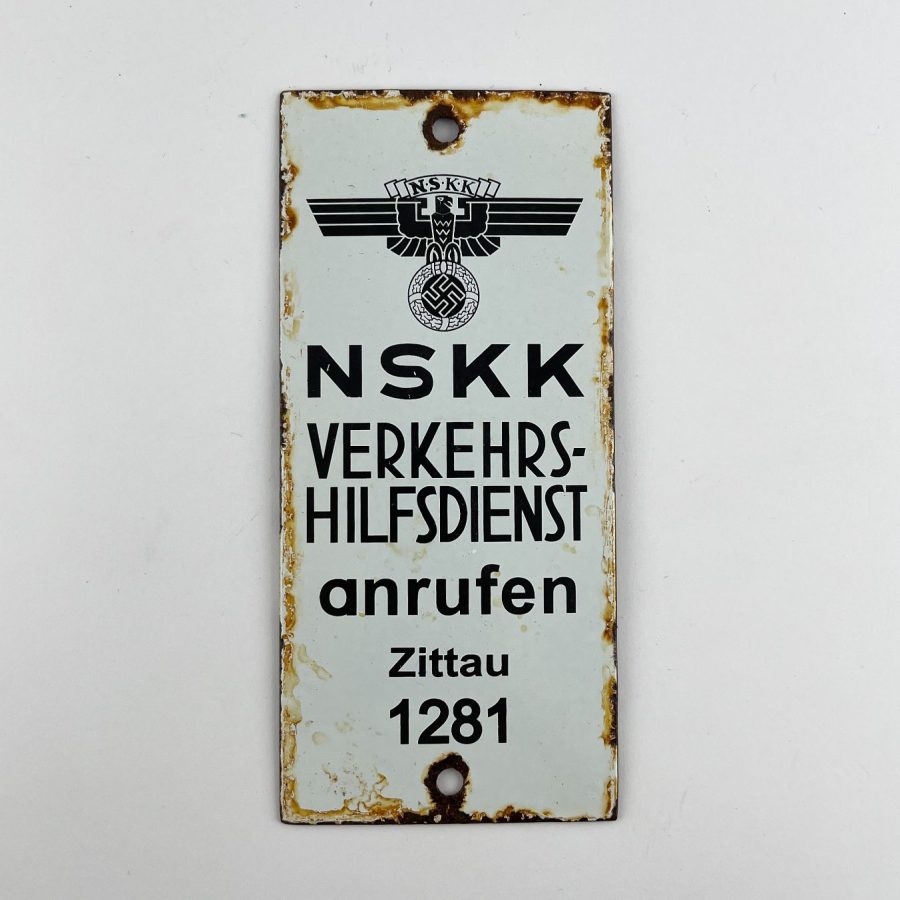 N·S·K·K
NSKK
VERKEHRS-
HILFSDIENST
anrufen
Zittau
1281